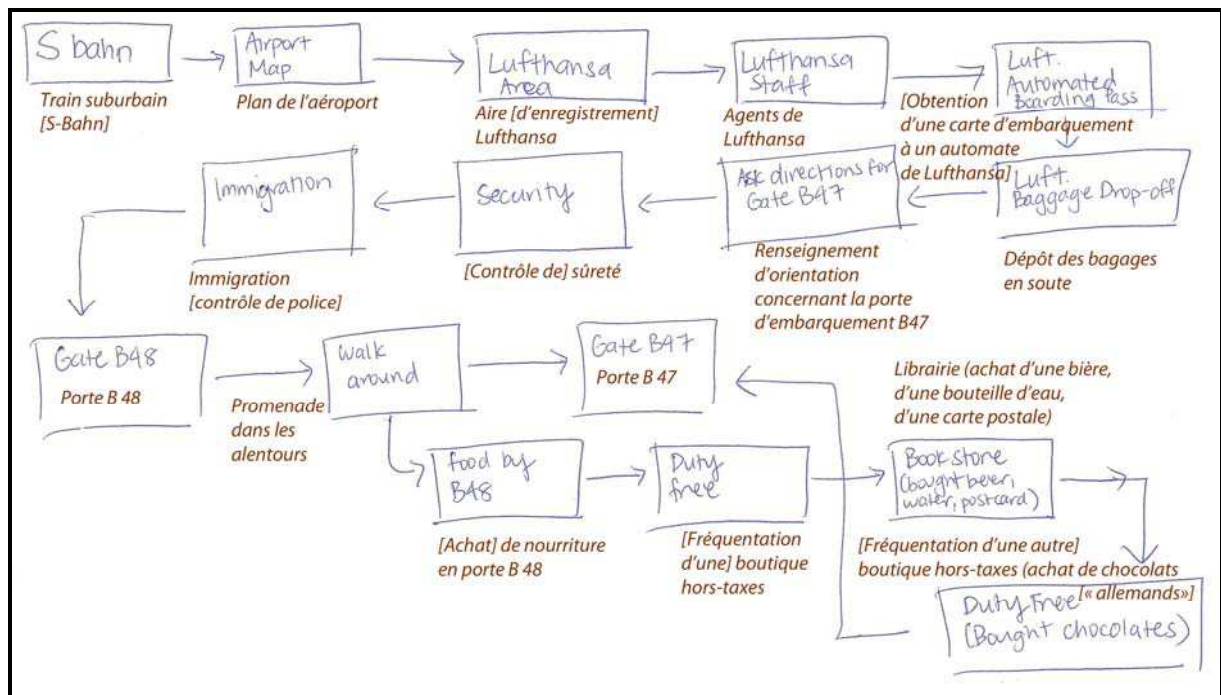 S bahn
Train suburbain
[S-Bahn]
Airport
Map
Plan de l'aéroport
Lufthansa
Area
Aire [d'enregistrement]
Lufthansa
Lufthansa
Staff
Agents de
Lufthansa
Luft.
Automated
Boarding Pass
[Obtention
d'une carte d'embarquement
à un automate
de Lufthansa]
Luft.
Baggage Drop-off
Dépôt des bagages
en soute
Ask directions for
Gate B47
Renseignement
d'orientation
concernant la porte
d'embarquement B47
Security
[Contrôle de] sûreté
Immigration
Immigration
[contrôle de police]
Gate B48
Porte B 48
walk
around
Promenade
dans les
alentours
Gate B47
Porte B 47
food by
B48
[Achat] de nourriture
en porte B 48
Duty
free
[Fréquentation
d'une] boutique
hors-taxes
Librairie (achat d'une bière,
d'une bouteille d'eau,
d'une carte postale)
Book store
(bought beer,
water, postcard)
[Fréquentation d'une autre]
boutique hors-taxes (achat de chocolats
[« allemands»]
Duty Free
(Bought chocolates)